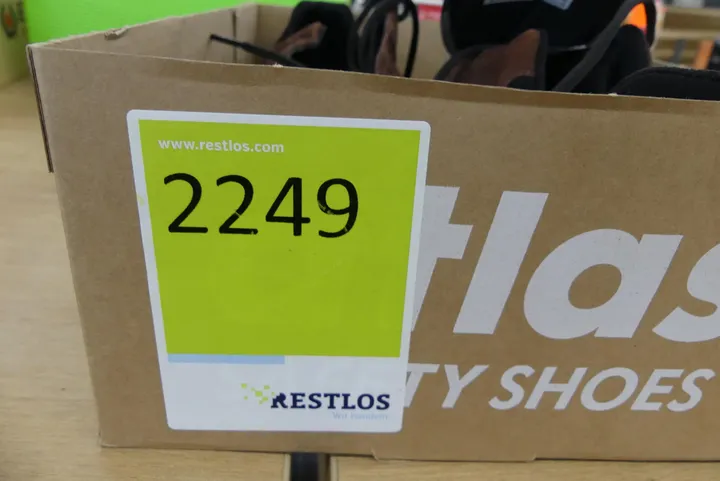 www.restlos.com
2249
RESTLOS
tlas
TY SHOES